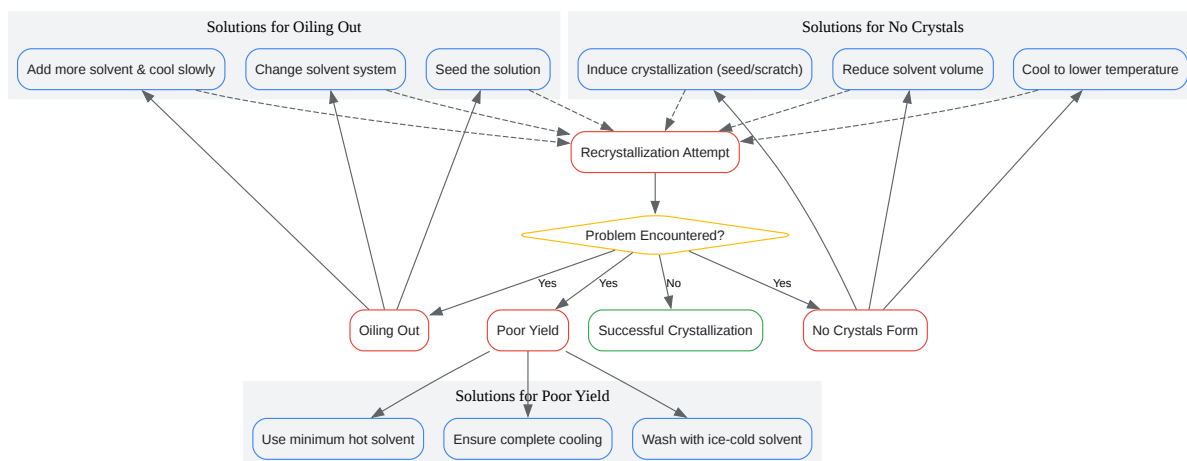 Solutions for Oiling Out
Solutions for No Crystals
Add more solvent & cool slowly
Change solvent system
Seed the solution
Induce crystallization (seed/scratch)
Reduce solvent volume
Cool to lower temperature
Recrystallization Attempt
Problem Encountered?
Yes
Yes
No
Yes
Oiling Out
Poor Yield
Successful Crystallization
No Crystals Form
Solutions for Poor Yield
Use minimum hot solvent
Ensure complete cooling
Wash with ice-cold solvent